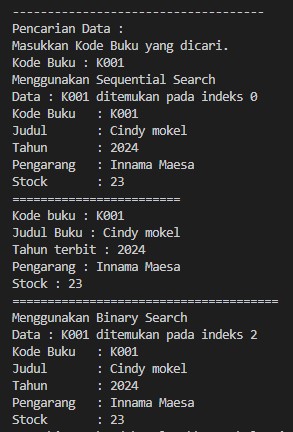 -----------------------------------
Pencarian Data :
Masukkan Kode Buku yang dicari.
Kode Buku : K001
Menggunakan Sequential Search
Data : K001 ditemukan pada indeks 0
Kode Buku   : K001
Judul       : Cindy mokel
Tahun       : 2024
Pengarang   : Innama Maesa
Stock       : 23
========================
Kode buku : K001
Judul Buku : Cindy mokel
Tahun terbit : 2024
Pengarang : Innama Maesa
Stock : 23
======================================
Menggunakan Binary Search
Data : K001 ditemukan pada indeks 2
Kode Buku   : K001
Judul       : Cindy mokel
Tahun       : 2024
Pengarang   : Innama Maesa
Stock       : 23